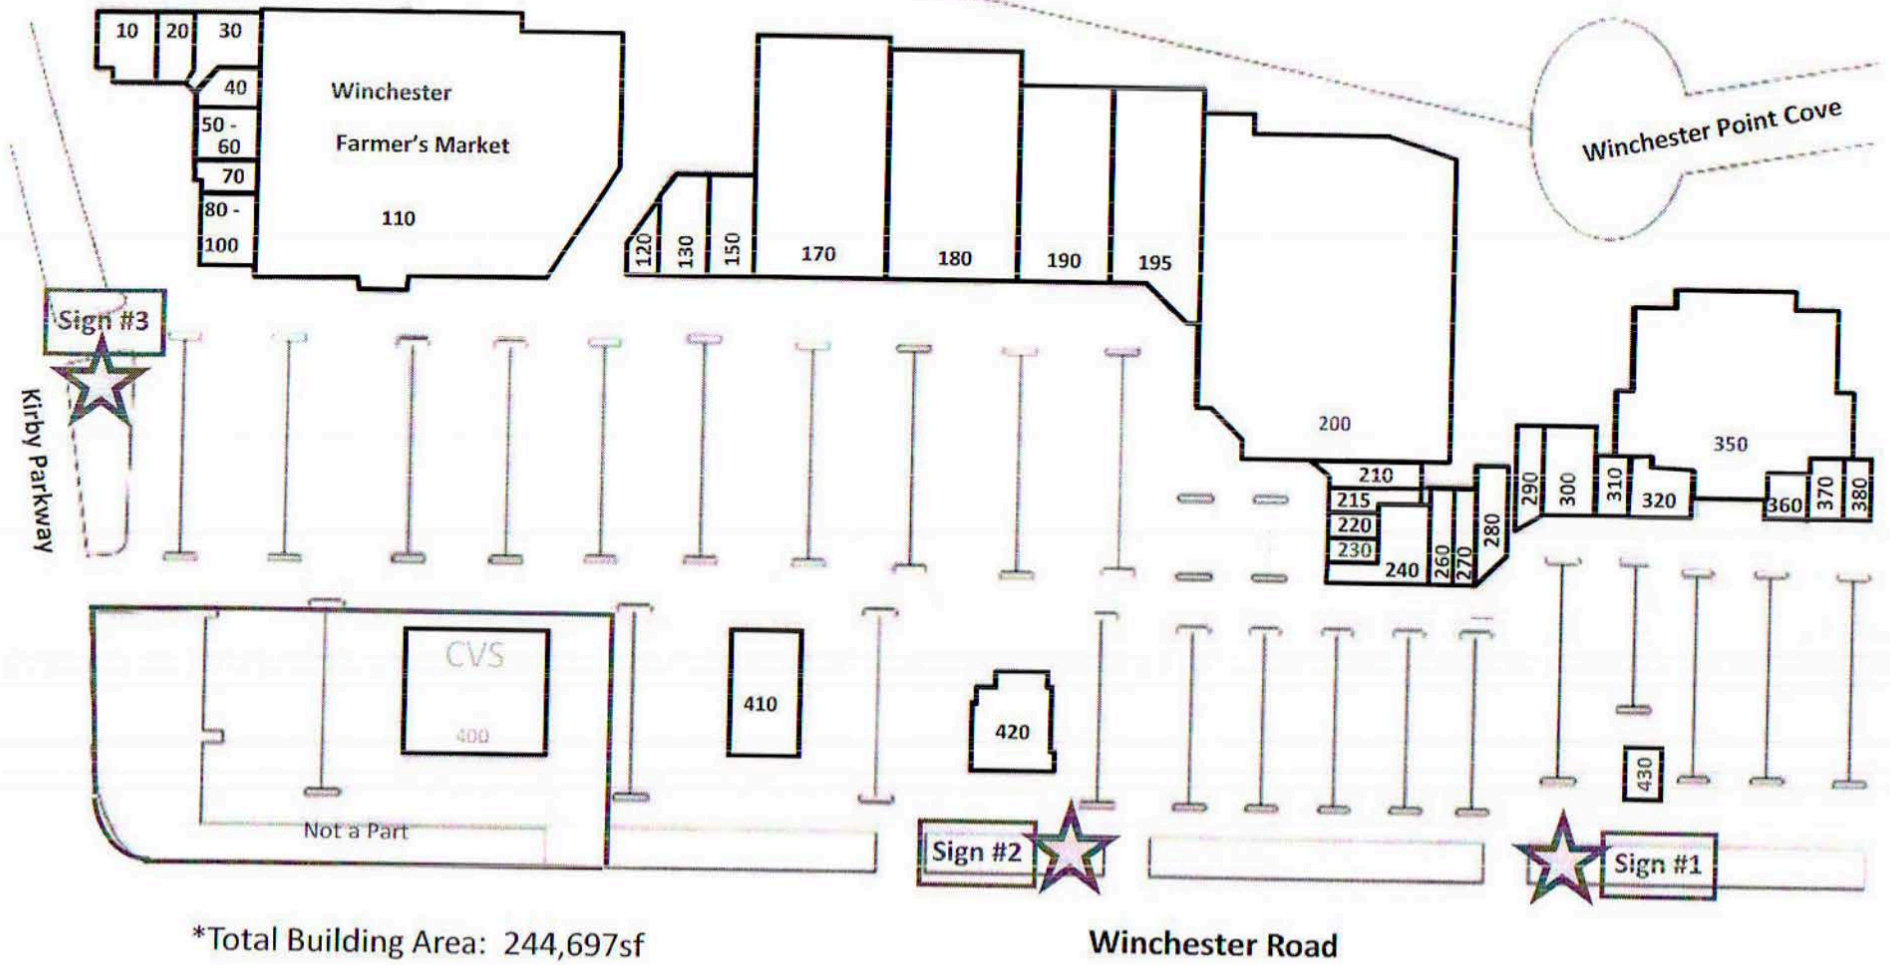 10 20 30
40
50 -
60
70
80 -
100
Winchester
Farmer's Market
110
120 130 150 170 180 190 195
Winchester Point Cove
200
210
215
220
230
240 260 270 280
290 300 310 320
350
360 370 380
Sign #3
Kirby Parkway
CVS
400
Not a Part
410
420
430
Sign #2
Sign #1
*Total Building Area: 244,697sf
Winchester Road